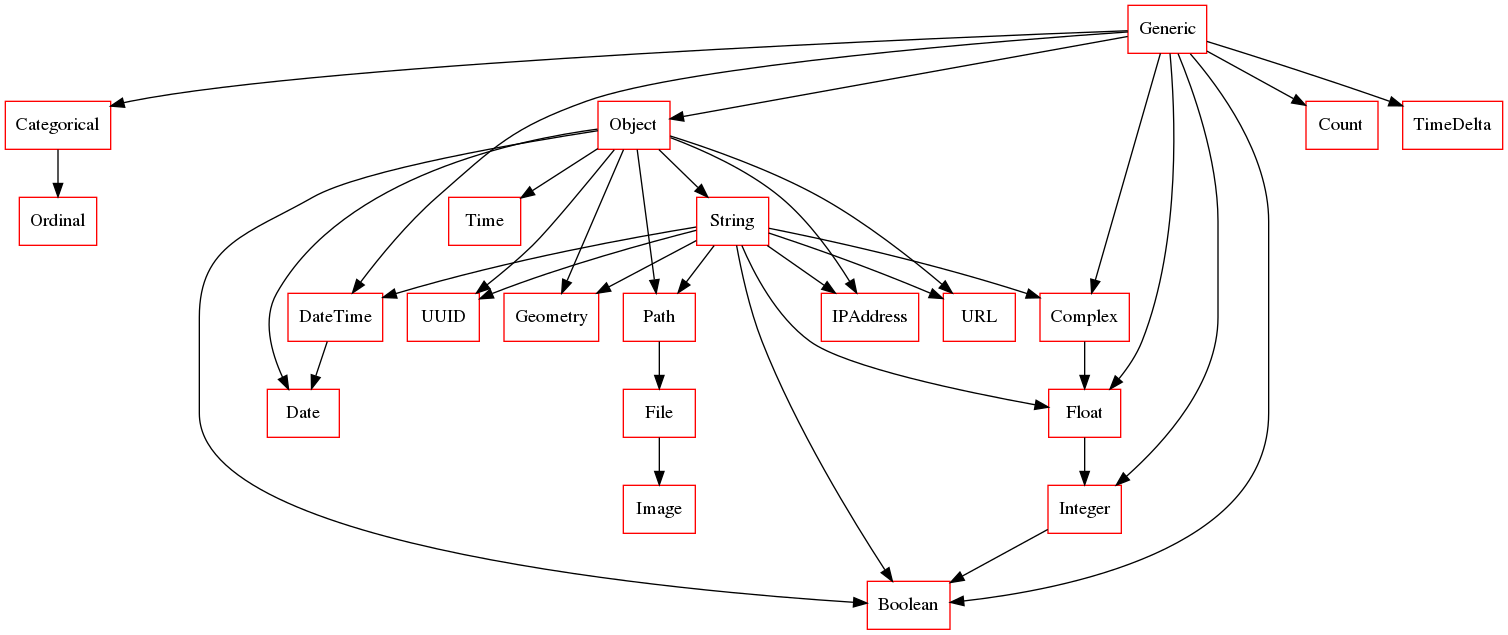 Generic
Categorical
Object
Count
TimeDelta
Ordinal
Time
String
DateTime
UUID
Geometry
Path
IPAddress
URL
Complex
Date
File
Float
Image
Integer
Boolean